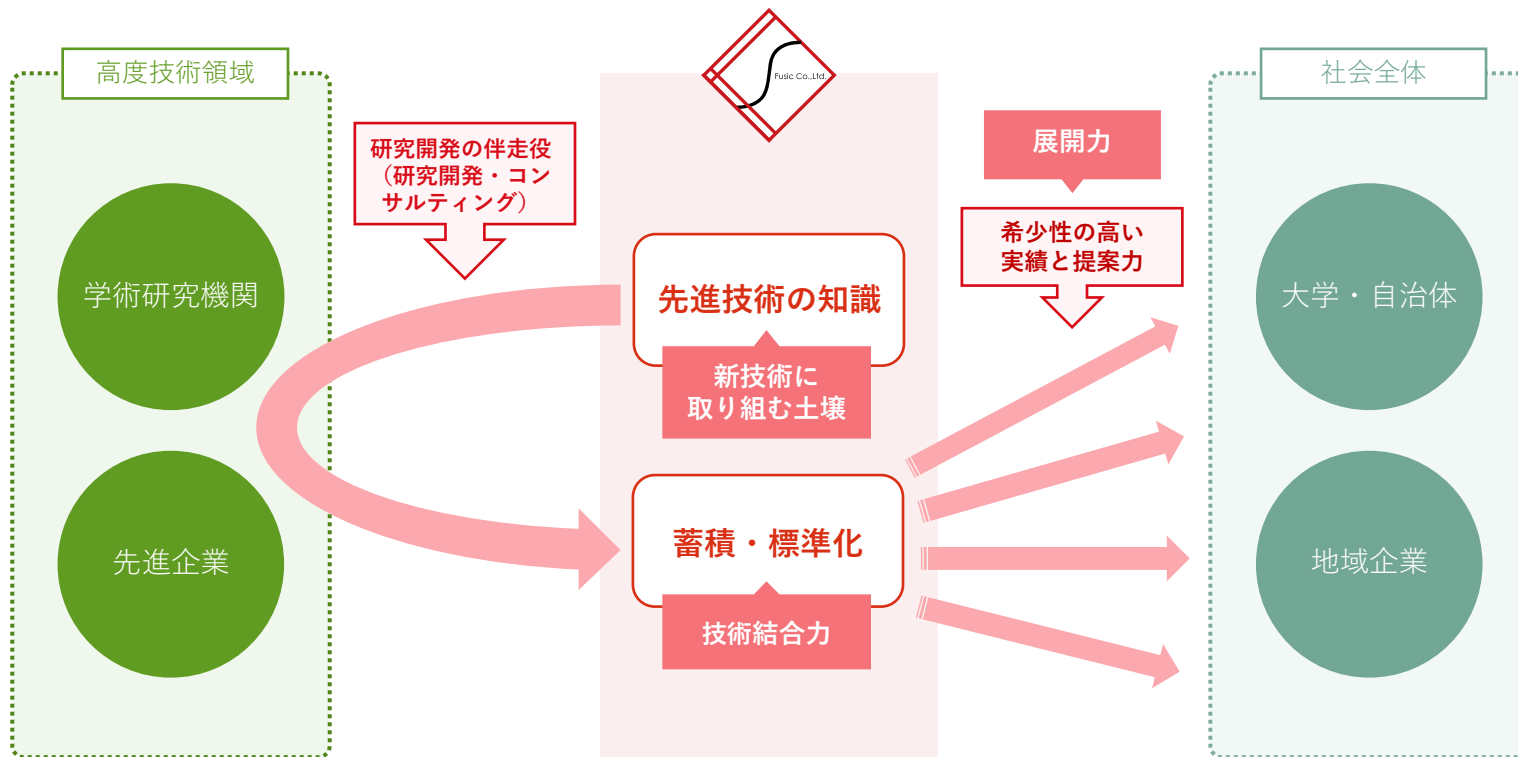 高度技術領域
学術研究機関
先進企業
研究開発の伴走役
（研究開発・コン
サルティング）
Fusic Co.,Ltd.
先進技術の知識
新技術に
取り組む土壌
蓄積・標準化
技術結合力
展開力
希少性の高い
実績と提案力
社会全体
大学・自治体
地域企業